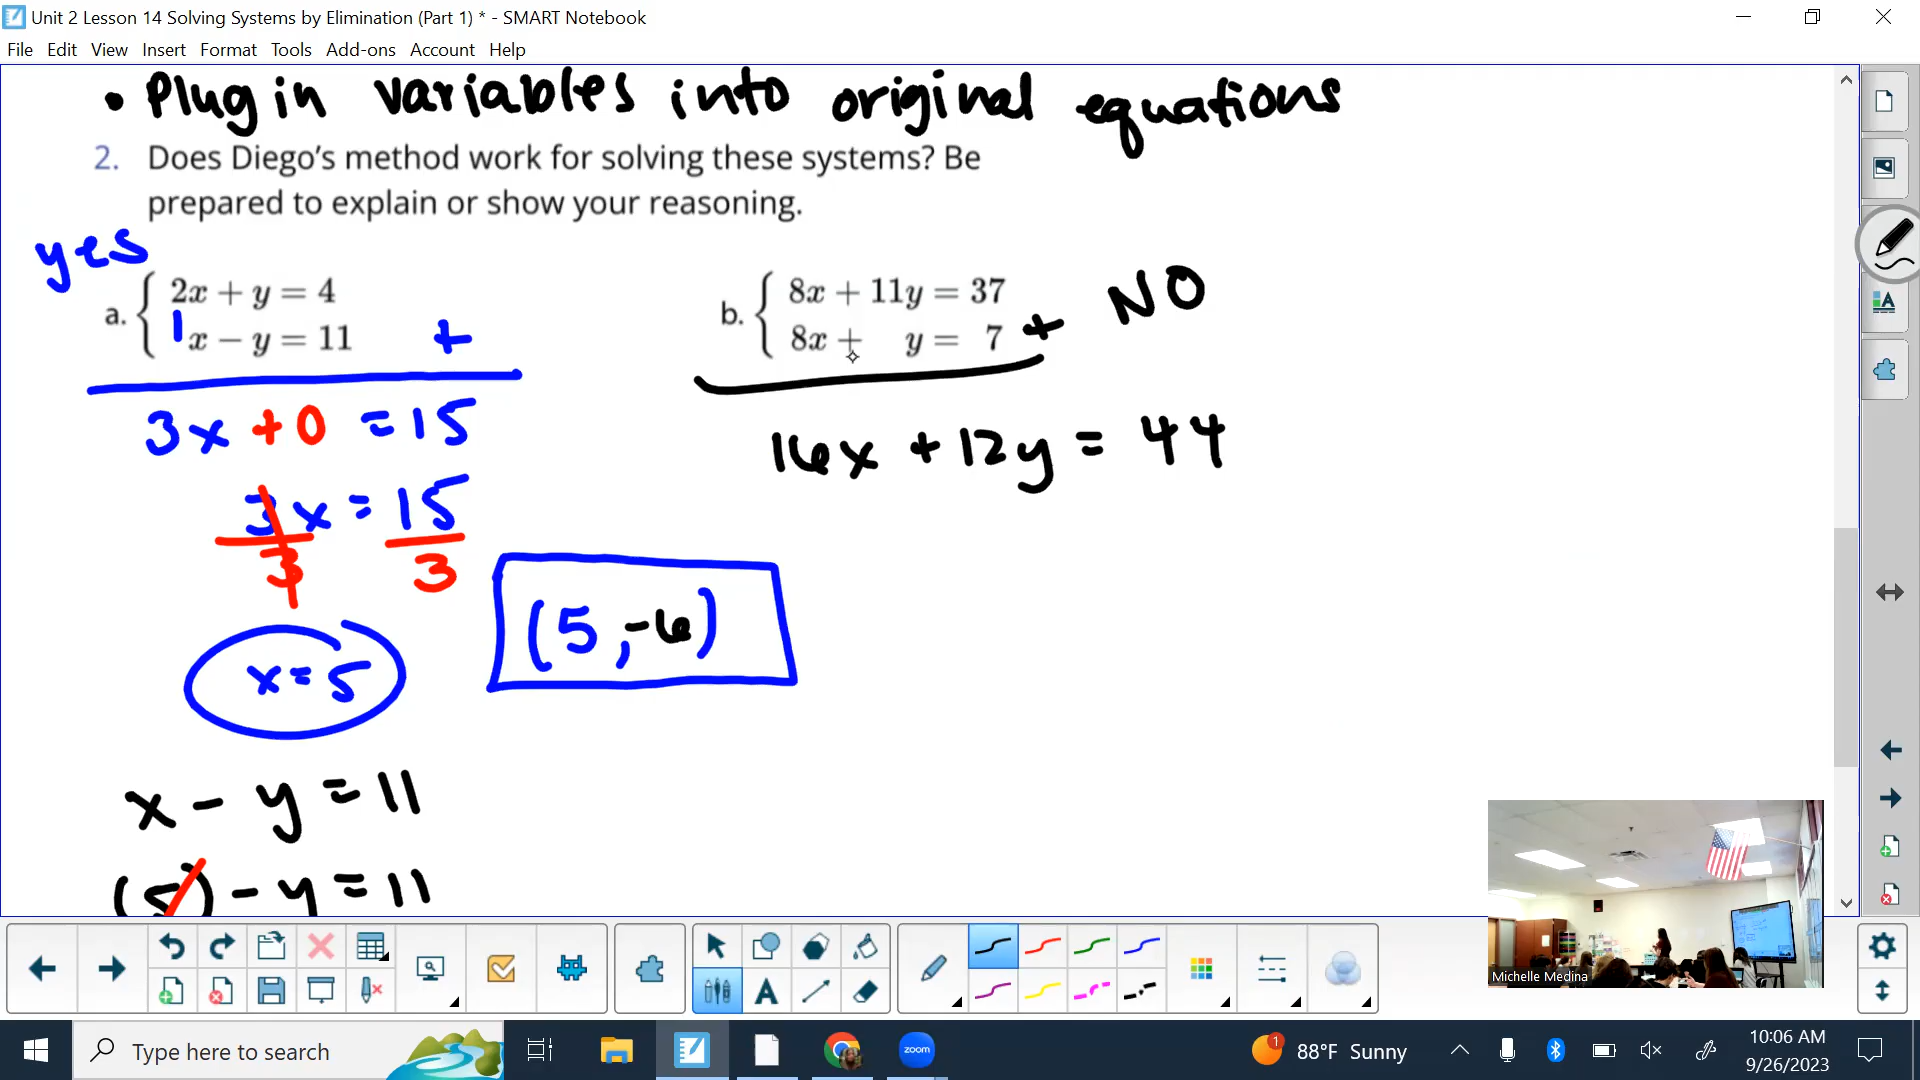 Unit 2 Lesson 14 Solving Systems by Elimination (Part 1) * - SMART Notebook
File Edit View Insert Format Tools Add-ons Account Help
• Plug in variables into original equations
2. Does Diego's method work for solving these systems? Be
prepared to explain or show your reasoning.
yes
a. { 2x + y = 4
1x − y = 11 +
3x + 0 = 15
3x = 15
3 3
x = 5
(5, -6)
x - y = 11
(5) - y = 11
b. { 8x + 11y = 37
8x + y = 7 +
NO
16x + 12y = 44
Michelle Medina
Type here to search
zoom
1
88°F Sunny
10:06 AM
9/26/2023